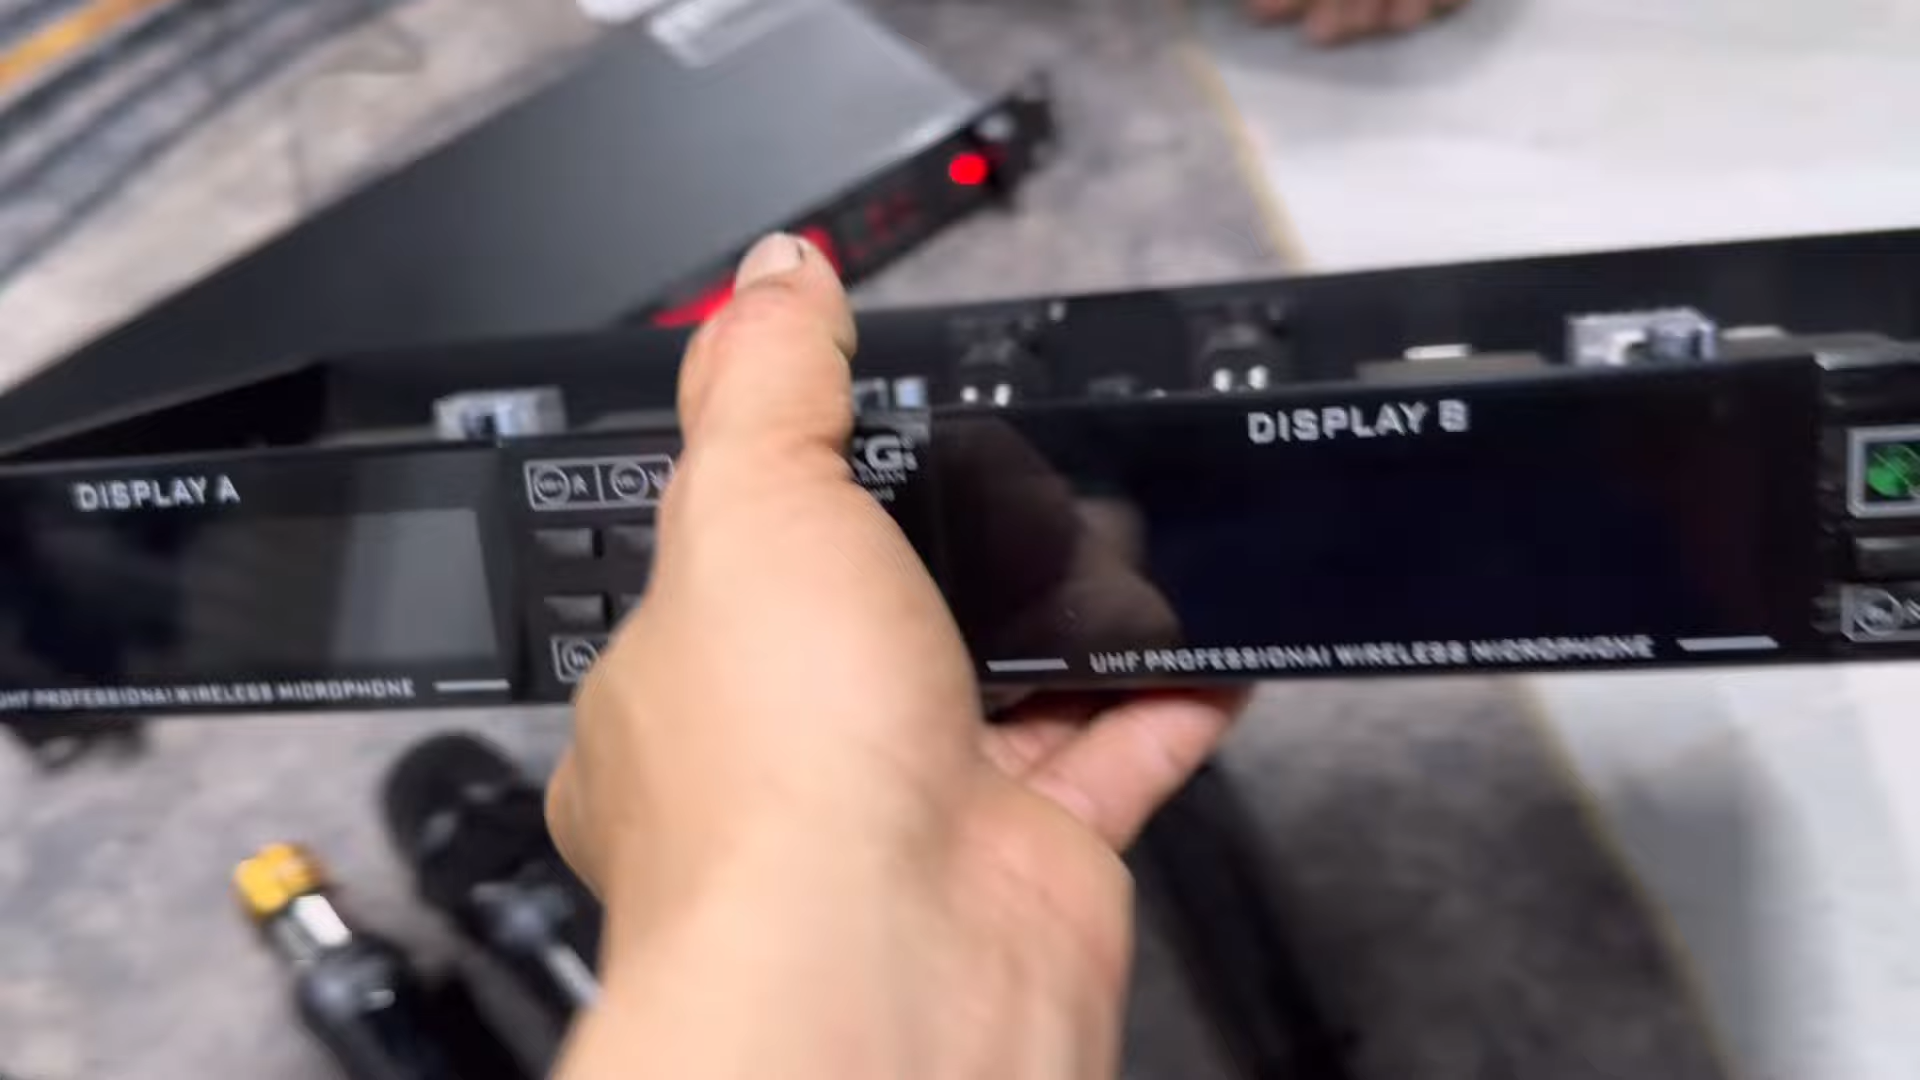 DISPLAY A
DISPLAY B
UHF PROFESSIONAL WIRELESS MICROPHONE
UHF PROFESSIONAL WIRELESS MICROPHONE